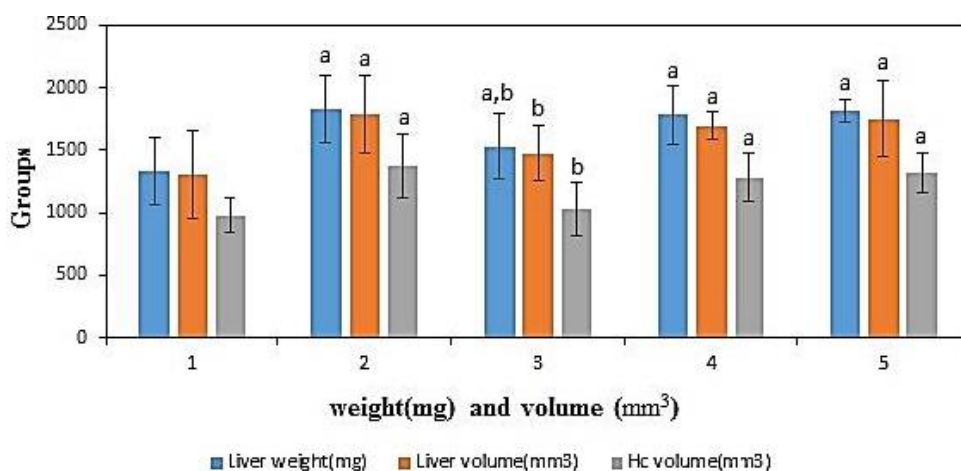 2500
2000
1500
1000
500
0
Groups
a a a
a,b b b
a a a
a a a
1 2 3 4 5
weight(mg) and volume (mm³)
Liver weight(mg) Liver volume(mm3) Hc volume(mm3)